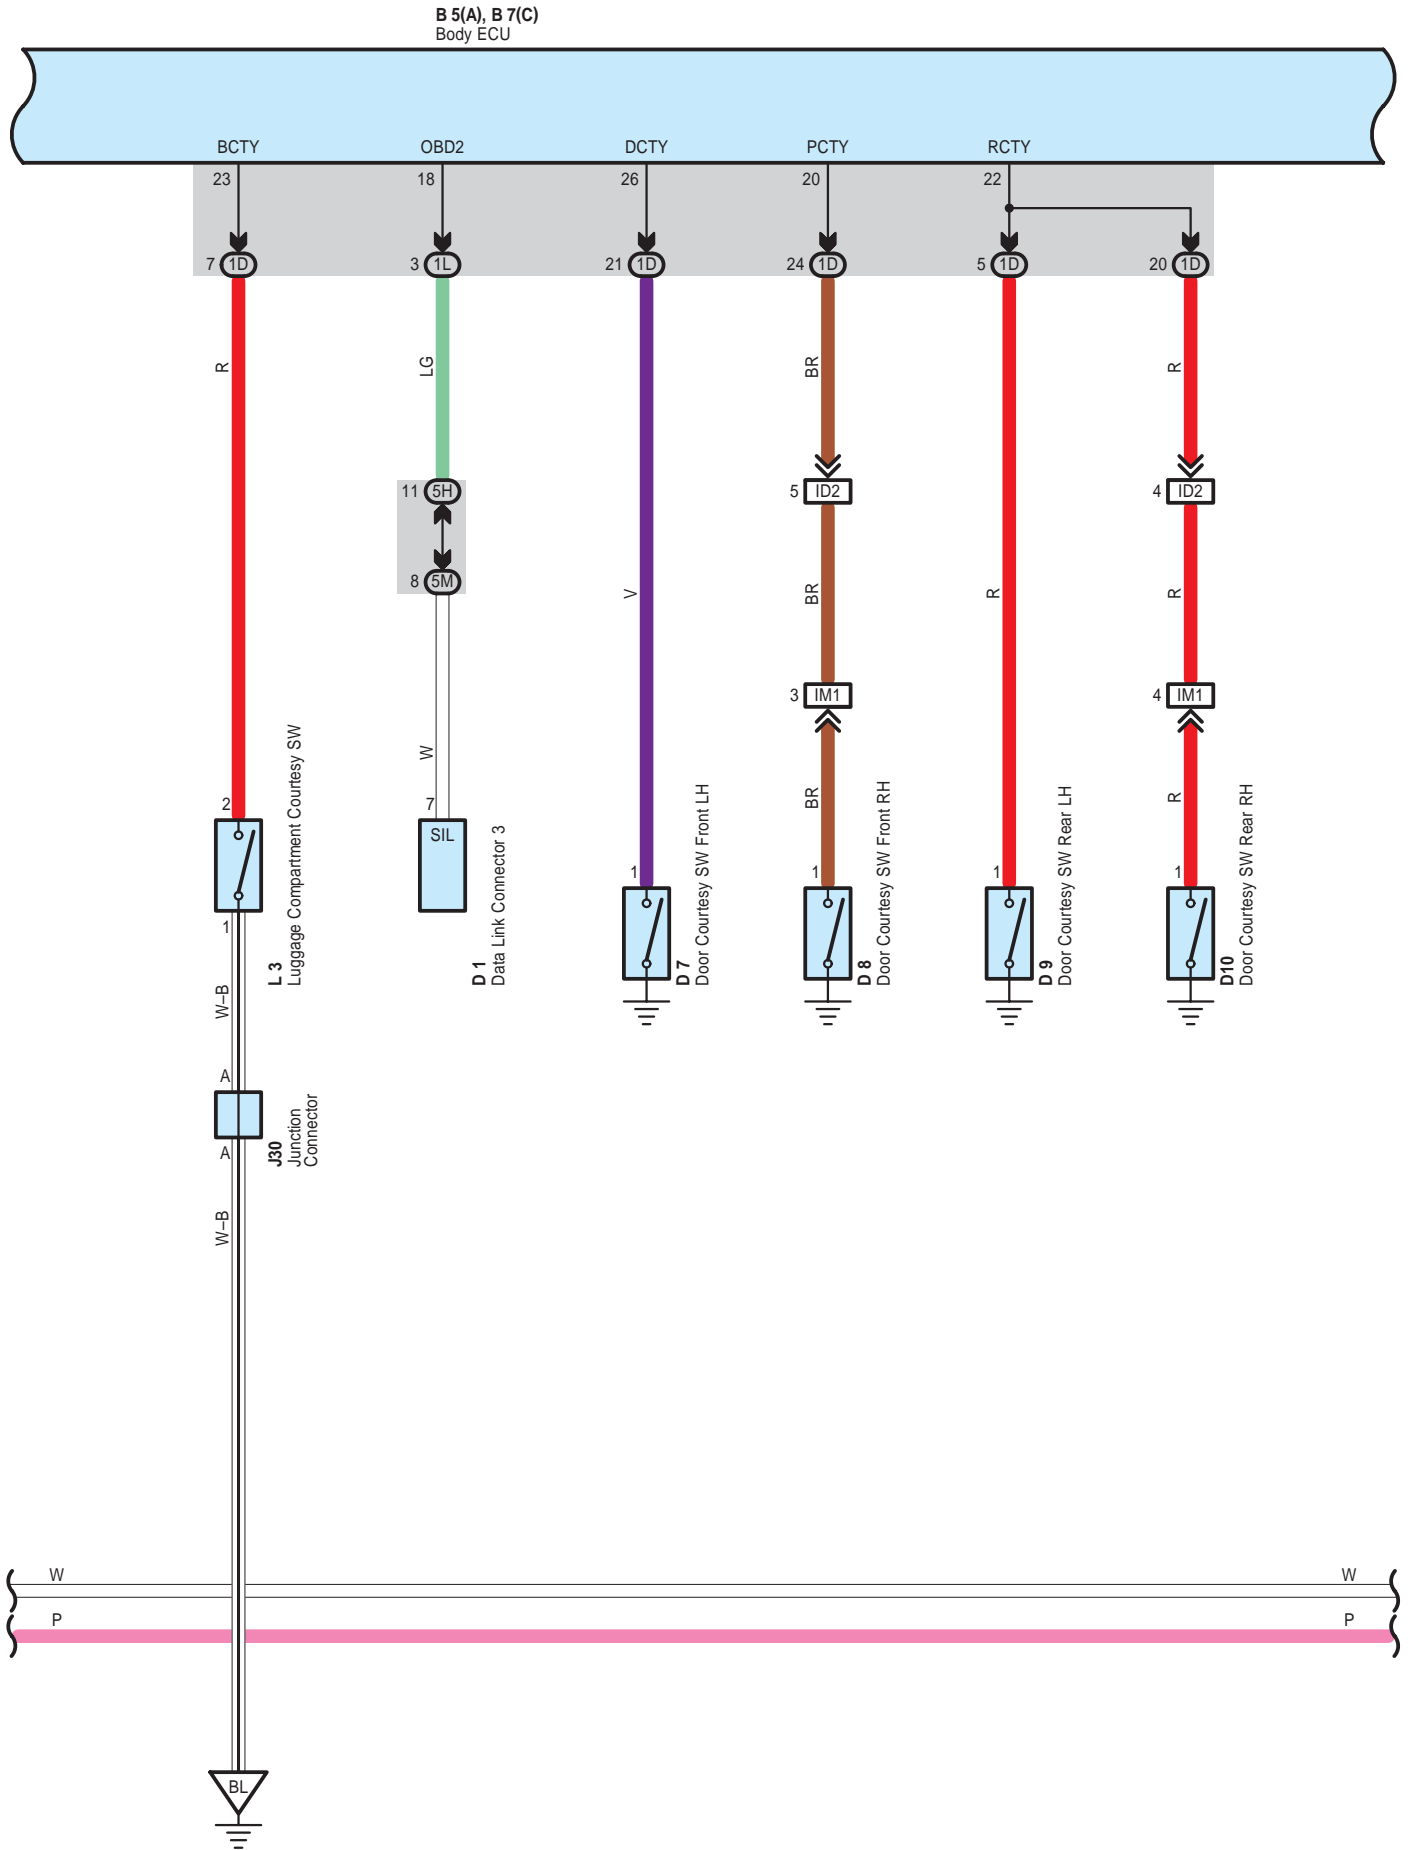 B 5(A), B 7(C)
Body ECU
BCTY OBD2 DCTY PCTY RCTY
23 18 26 20 22
7 1D 3 1L 21 1D 24 1D 5 1D 20 1D
R LG BR R
11 5H 5 ID2 4 ID2
8 5M
V BR R R
3 IM1 4 IM1
W BR R
2 7
SIL
1 1 1 1
1
L 3
Luggage Compartment Courtesy SW
D 1
Data Link Connector 3
D 7
Door Courtesy SW Front LH
D 8
Door Courtesy SW Front RH
D 9
Door Courtesy SW Rear LH
D10
Door Courtesy SW Rear RH
W–B
A
J30
Junction
Connector
A
W–B
W W
P P
BL